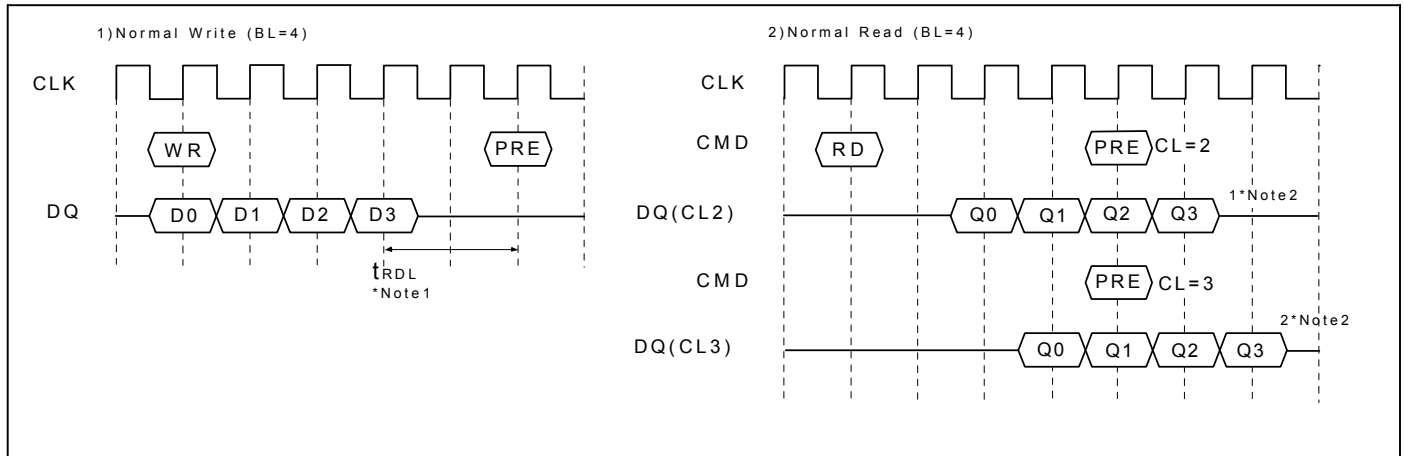 1)Normal Write (BL=4)
CLK
WR
PRE
CMD
DQ
D0 D1 D2 D3
tRDL
*Note1
2)Normal Read (BL=4)
CLK
CMD
RD
PRE
CL=2
DQ(CL2)
Q0 Q1 Q2 Q3
1*Note2
CMD
PRE
CL=3
DQ(CL3)
Q0 Q1 Q2 Q3
2*Note2